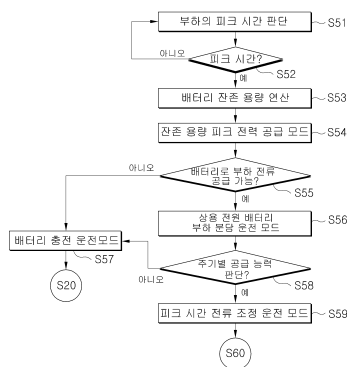 부하의 피크 시간 판단
S51
아니오
피크 시간?
S52
예
배터리 잔존 용량 연산
S53
잔존 용량 피크 전력 공급 모드
S54
아니오
배터리로 부하 전류
공급 가능?
S55
예
상용 전원 배터리
부하 분담 운전 모드
S56
배터리 충전 운전모드
S57
주기별 공급 능력
판단?
S58
아니오
예
S20
피크 시간 전류 조정 운전 모드
S59
S60